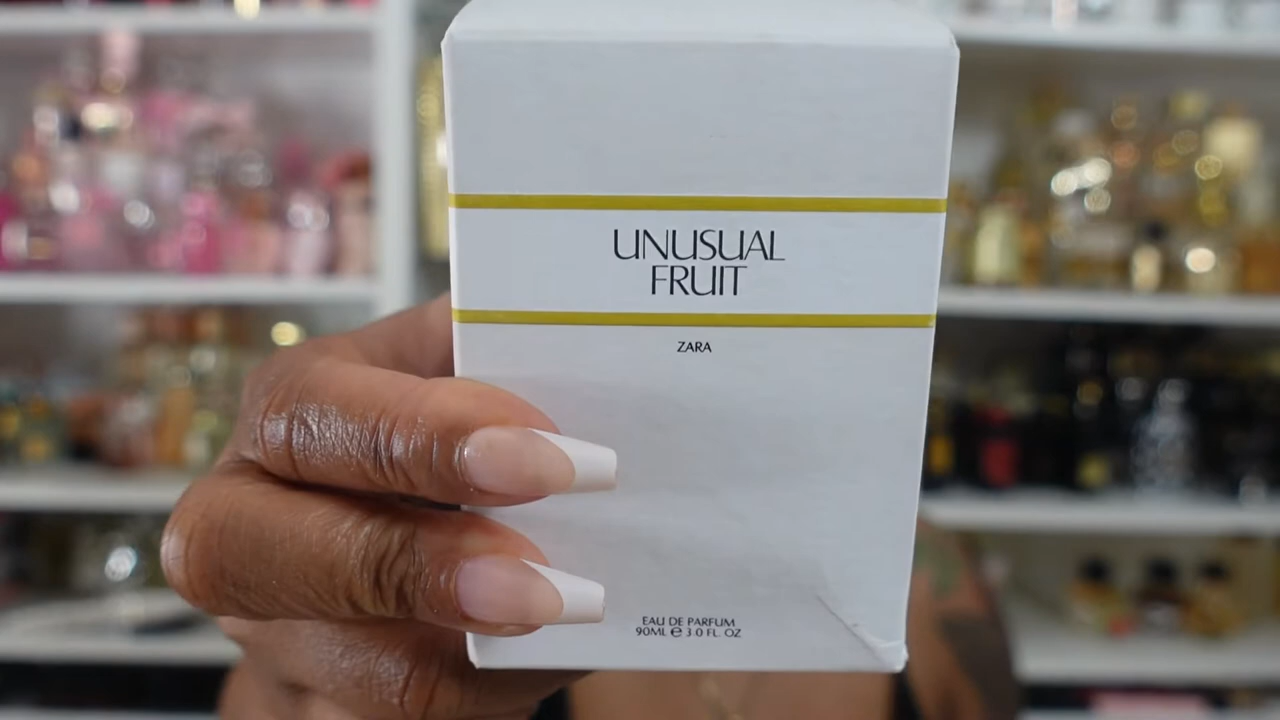 UNUSUAL
FRUIT
ZARA
EAU DE PARFUM
90ML ℮ 3.0 FL. OZ